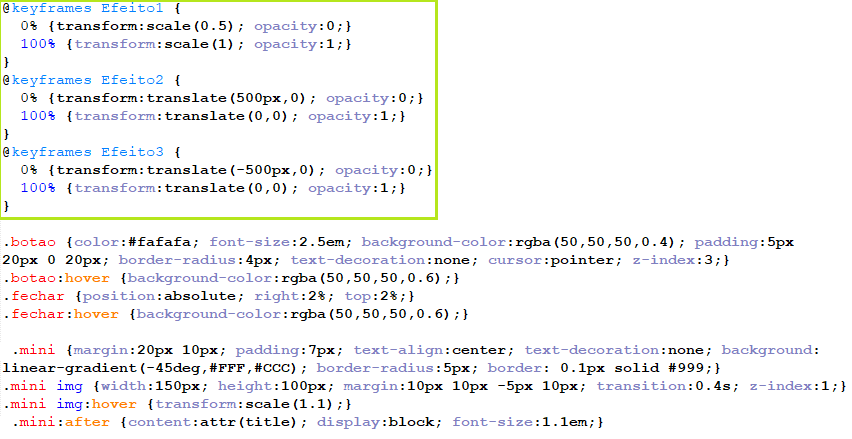 @keyframes Efeito1 {
0% {transform:scale(0.5); opacity:0;}
100% {transform:scale(1); opacity:1;}
}
@keyframes Efeito2 {
0% {transform:translate(500px,0); opacity:0;}
100% {transform:translate(0,0); opacity:1;}
}
@keyframes Efeito3 {
0% {transform:translate(-500px,0); opacity:0;}
100% {transform:translate(0,0); opacity:1;}
}
.botao {color:#fafafa; font-size:2.5em; background-color:rgba(50,50,50,0.4); padding:5px
20px 0 20px; border-radius:4px; text-decoration:none; cursor:pointer; z-index:3;}
.botao:hover {background-color:rgba(50,50,50,0.6);}
.fechar {position:absolute; right:2%; top:2%;}
.fechar:hover {background-color:rgba(50,50,50,0.6);}
.mini {margin:20px 10px; padding:7px; text-align:center; text-decoration:none; background:
linear-gradient(-45deg,#FFF,#CCC); border-radius:5px; border: 0.1px solid #999;}
.mini img {width:150px; height:100px; margin:10px 10px -5px 10px; transition:0.4s; z-index:1;}
.mini img:hover {transform:scale(1.1);}
.mini:after {content:attr(title); display:block; font-size:1.1em;}